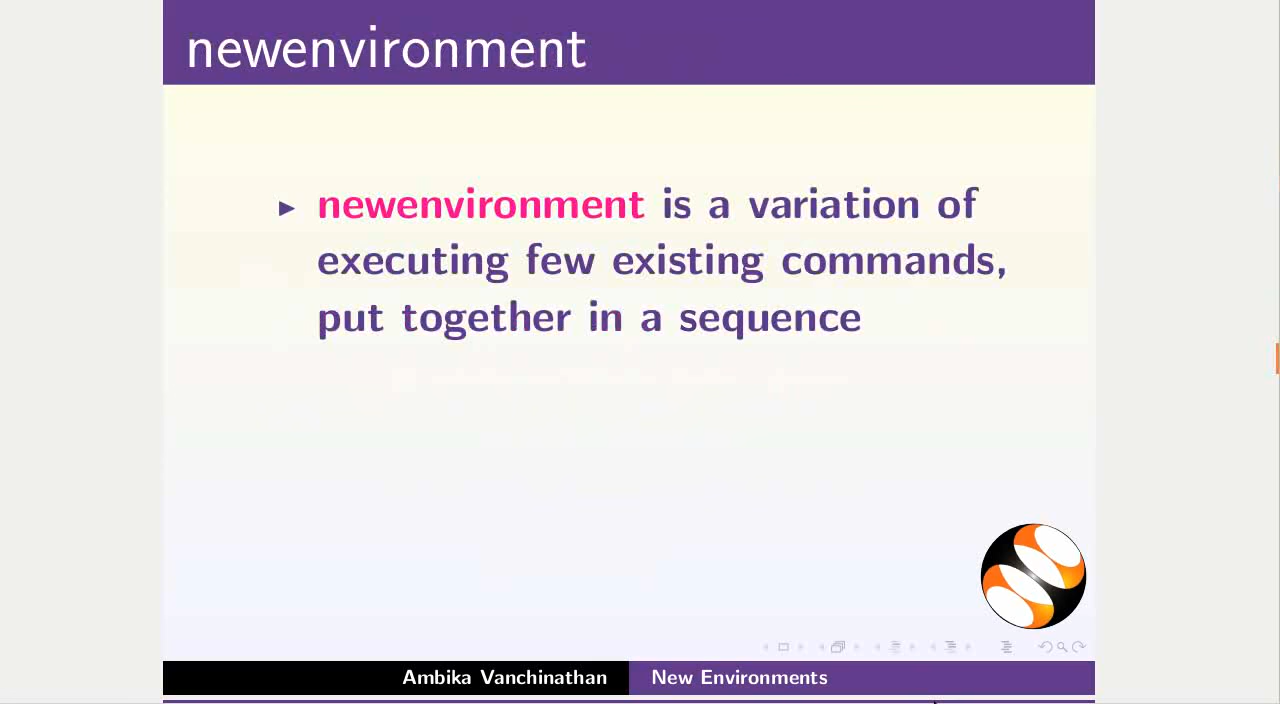 newenvironment
newenvironment is a variation of
executing few existing commands,
put together in a sequence
Ambika Vanchinathan
New Environments